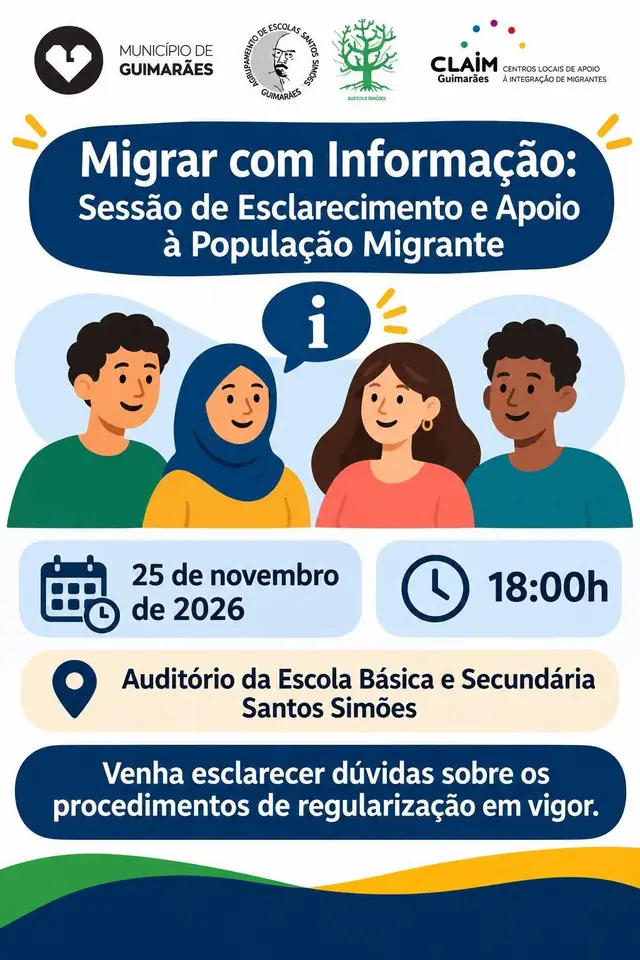 MUNICÍPIO DE
GUIMARÃES
AGRUPAMENTO DE ESCOLAS SANTOS SIMÕES
GUIMARÃES
CLAIM
Guimarães
CENTROS LOCAIS DE APOIO
À INTEGRAÇÃO DE MIGRANTES
Migrar com Informação:
Sessão de Esclarecimento e Apoio
à População Migrante
i
25 de novembro
de 2026
18:00h
Auditório da Escola Básica e Secundária
Santos Simões
Venha esclarecer dúvidas sobre os
procedimentos de regularização em vigor.